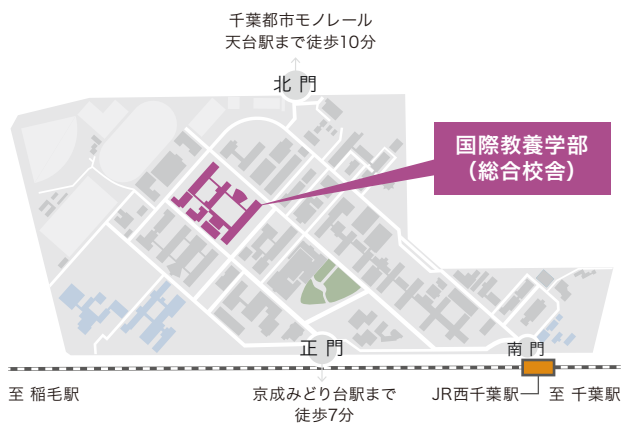 千葉都市モノレール
天台駅まで徒歩10分
北 門
国際教養学部
（総合校舎）
正 門
南 門
至 稲毛駅
京成みどり台駅まで
徒歩7分
JR西千葉駅
至 千葉駅